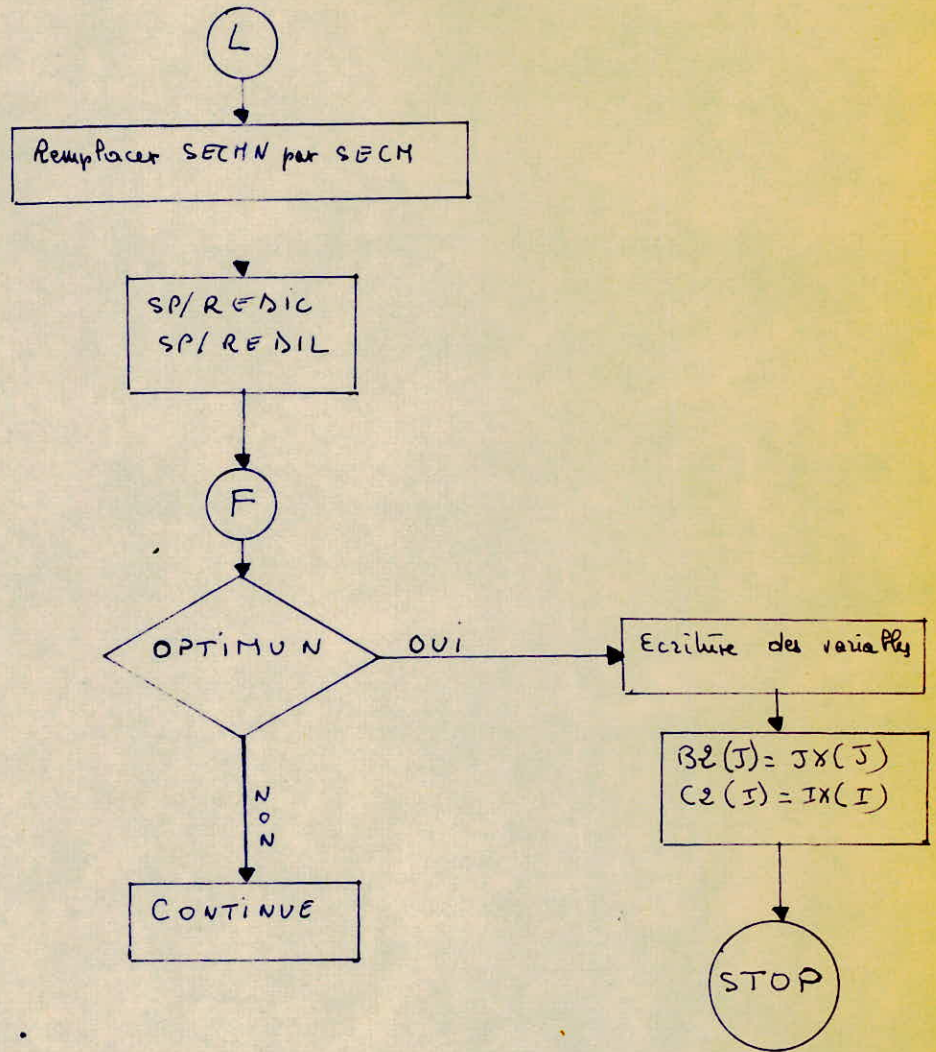 L
Remplacer SECMN par SECM
SP/REDIC
SP/REDIL
F
OPTIMUN
OUI
Ecriture des variables
B2(J)= JX(J)
C2(I)= IX(I)
NON
CONTINUE
STOP